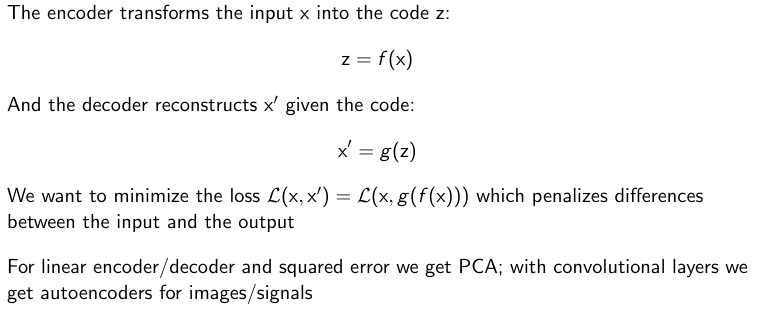 The encoder transforms the input x into the code z:
z = f(x)
And the decoder reconstructs x′ given the code:
x′ = g(z)
We want to minimize the loss ℒ(x, x′) = ℒ(x, g(f(x))) which penalizes differences
between the input and the output
For linear encoder/decoder and squared error we get PCA; with convolutional layers we
get autoencoders for images/signals